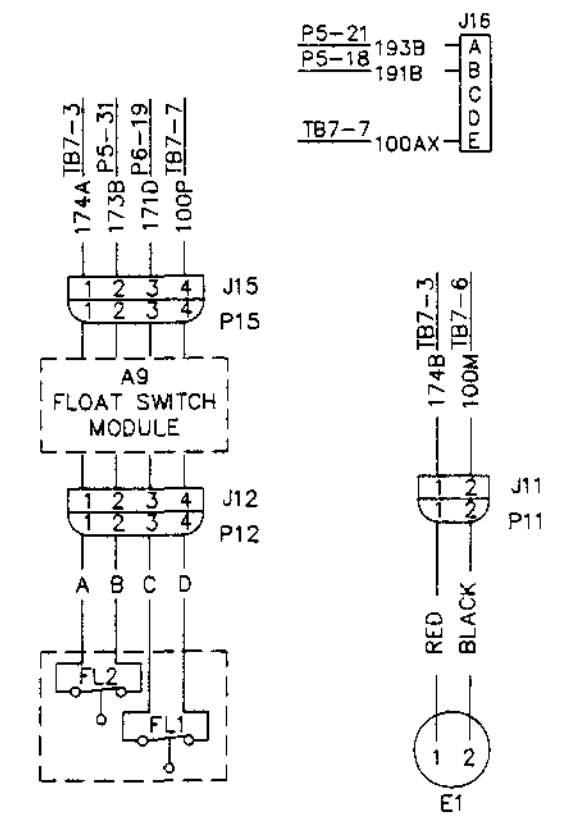 J16
P5-21
193B
A
P5-18
191B
B
C
D
TB7-7
100AX
E
TB7-3
P5-31
P6-19
TB7-7
174A
173B
171D
100P
1 2 3 4
J15
1 2 3 4
P15
A9
FLOAT SWITCH
MODULE
1 2 3 4
J12
1 2 3 4
P12
A B C D
FL2
FL1
TB7-3
TB7-6
174B
100M
1 2
J11
1 2
P11
RED
BLACK
1 2
E1